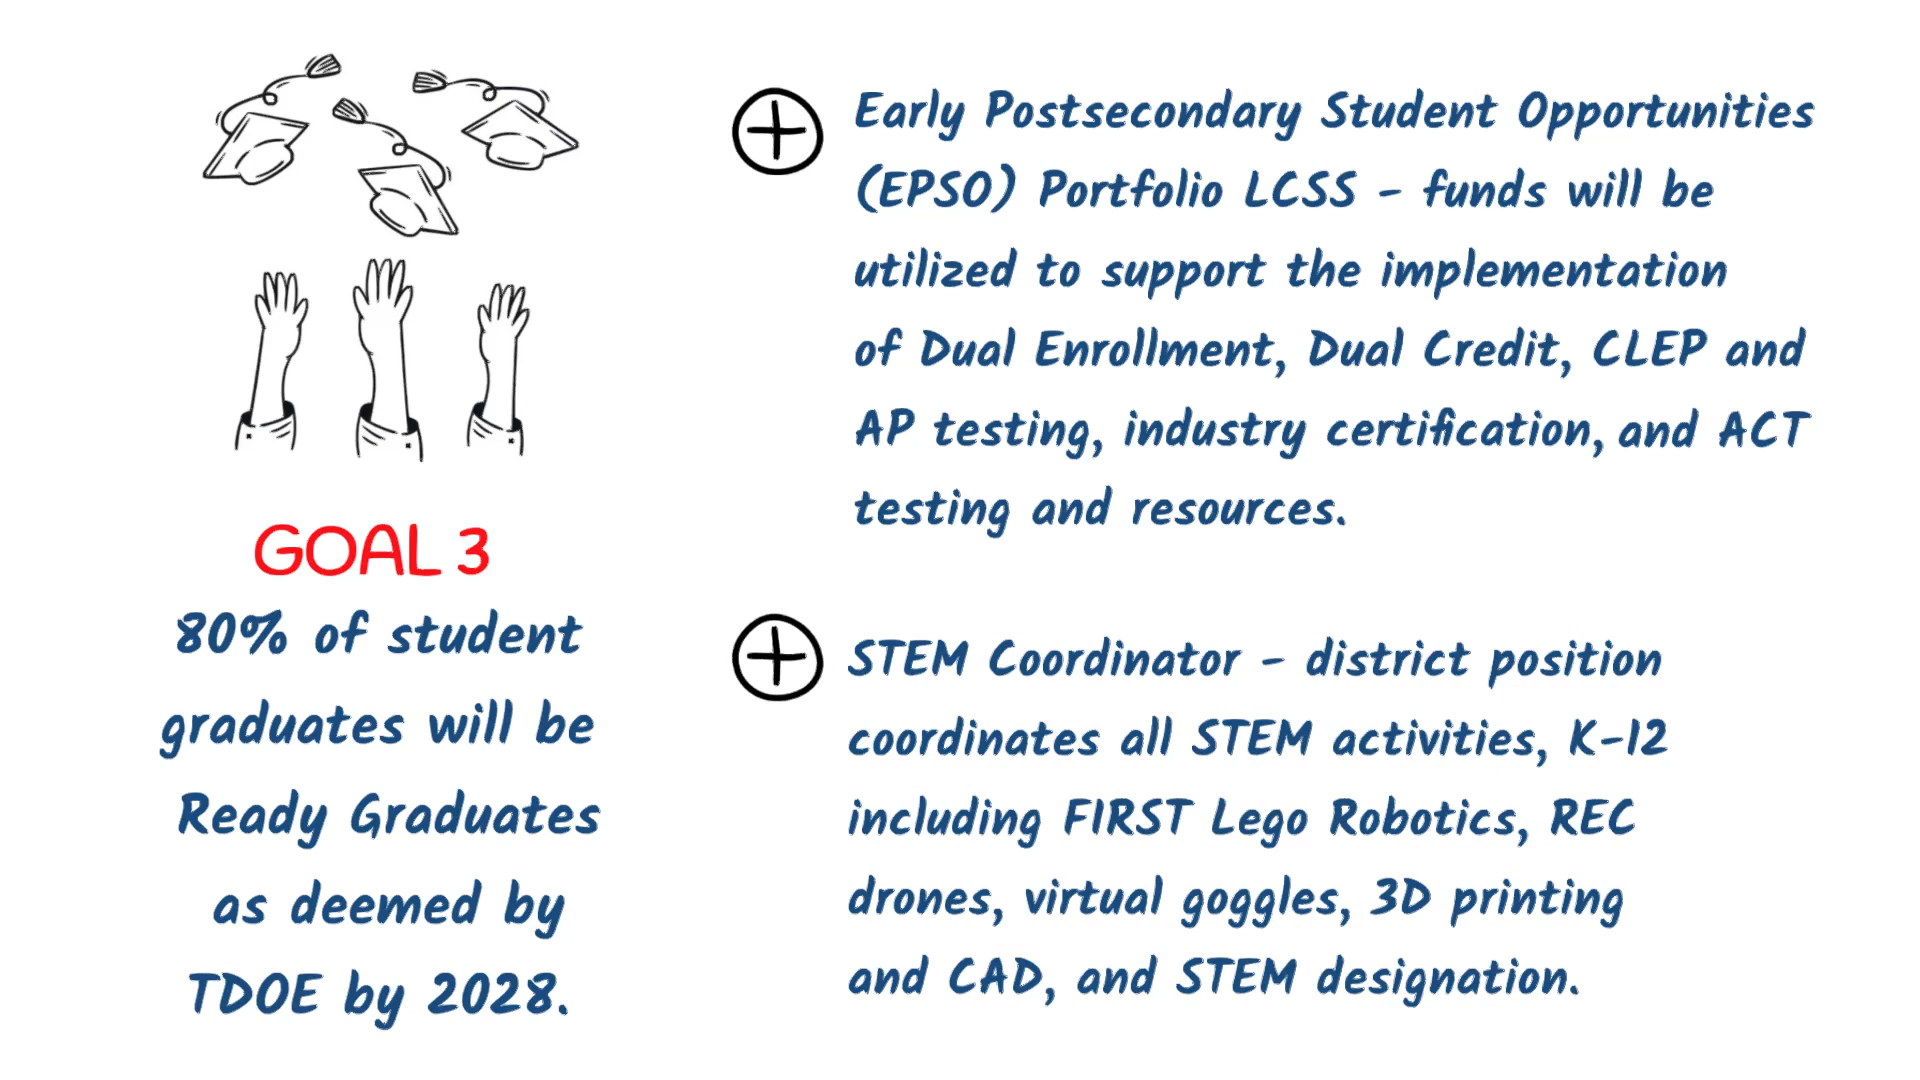 GOAL 3
80% of student
graduates will be
Ready Graduates
as deemed by
TDOE by 2028.
Early Postsecondary Student Opportunities
(EPSO) Portfolio LCSS - funds will be
utilized to support the implementation
of Dual Enrollment, Dual Credit, CLEP and
AP testing, industry certification, and ACT
testing and resources.
STEM Coordinator - district position
coordinates all STEM activities, K-12
including FIRST Lego Robotics, REC
drones, virtual goggles, 3D printing
and CAD, and STEM designation.